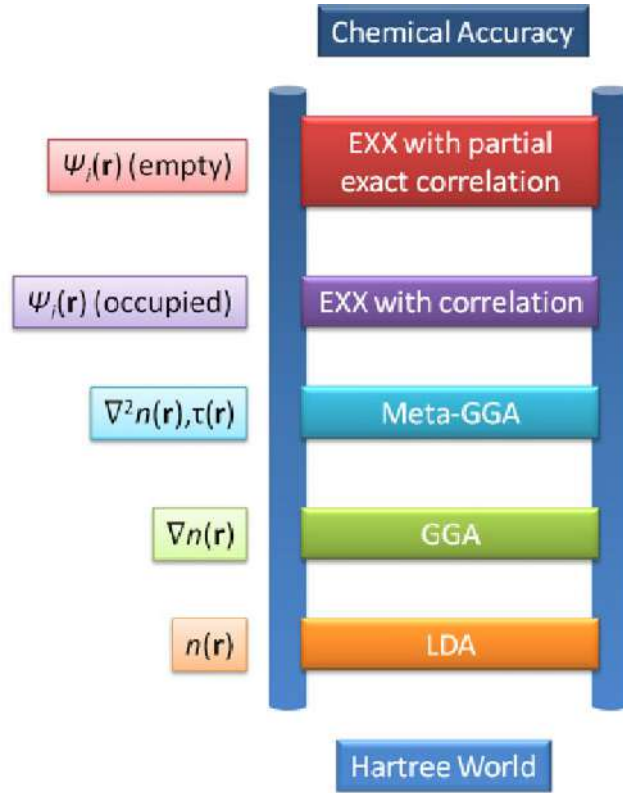 Chemical Accuracy
Ψᵢ(r) (empty)
EXX with partial
exact correlation
Ψᵢ(r) (occupied)
EXX with correlation
∇²n(r),τ(r)
Meta-GGA
∇n(r)
GGA
n(r)
LDA
Hartree World